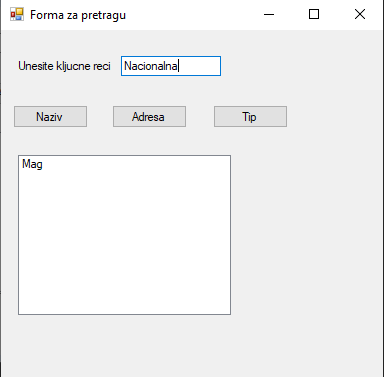 Forma za pretragu
Unesite kljucne reci Nacionalna
Naziv Adresa Tip
Mag